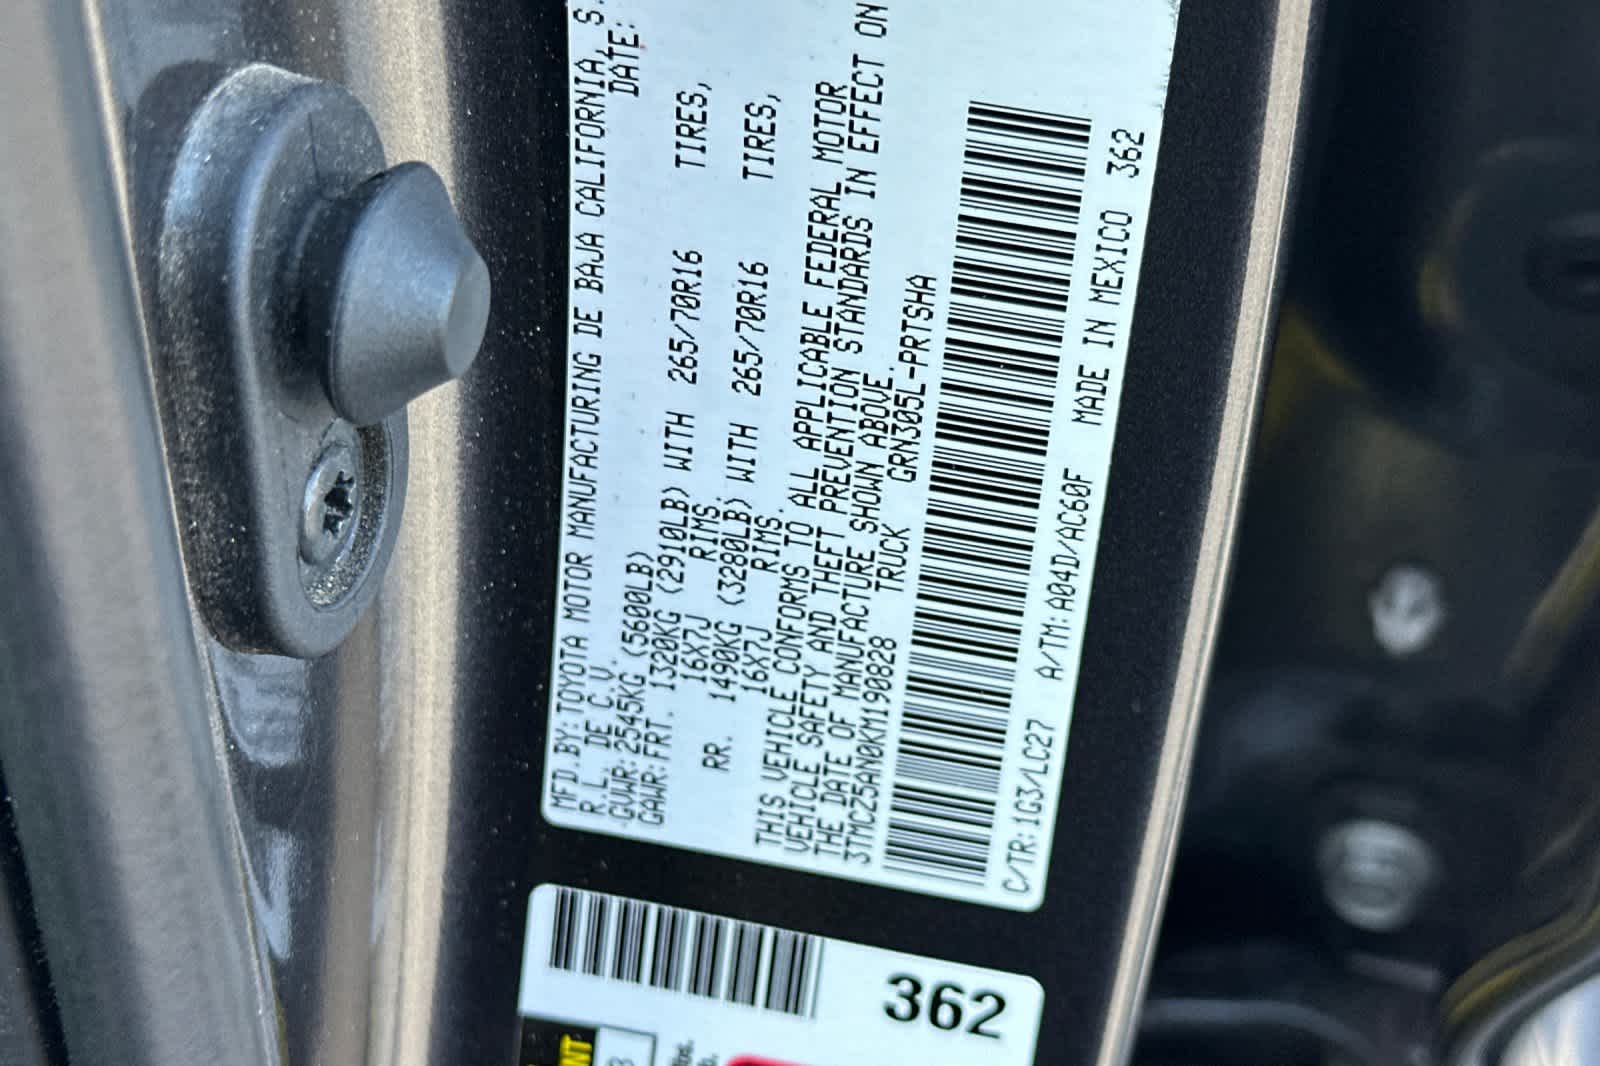 MFD.BY:TOYOTA MOTOR MANUFACTURING DE BAJA CALIFORNIA, S.
R.L. DE C.V. DATE:
GVWR:2545KG (5600LB)
GAWR:FRT. 1320KG (2910LB) WITH 265/70R16 TIRES,
16X7J RIMS.
RR. 1490KG (3280LB) WITH 265/70R16 TIRES,
16X7J RIMS.
THIS VEHICLE CONFORMS TO ALL APPLICABLE FEDERAL MOTOR
VEHICLE SAFETY AND THEFT PREVENTION STANDARDS IN EFFECT ON
THE DATE OF MANUFACTURE SHOWN ABOVE.
3TMCZ5AN0KM190828 TRUCK GRN305L-PRTSHA
C/TR:1G3/LC27 A/TM:A04D/AC60F MADE IN MEXICO 362
362